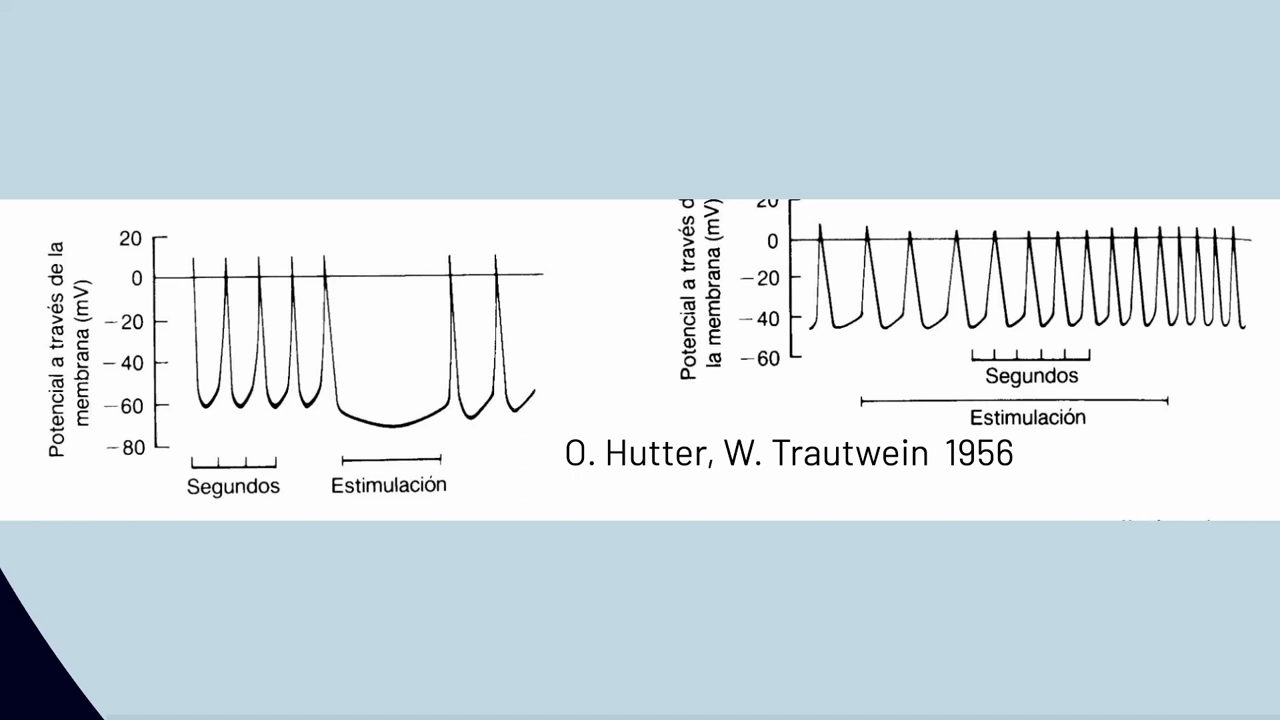 Potencial a través de la
membrana (mV)
20
0
−20
−40
−60
−80
Segundos
Estimulación
Potencial a través d
la membrana (mV)
20
0
−20
−40
−60
Segundos
Estimulación
O. Hutter, W. Trautwein 1956